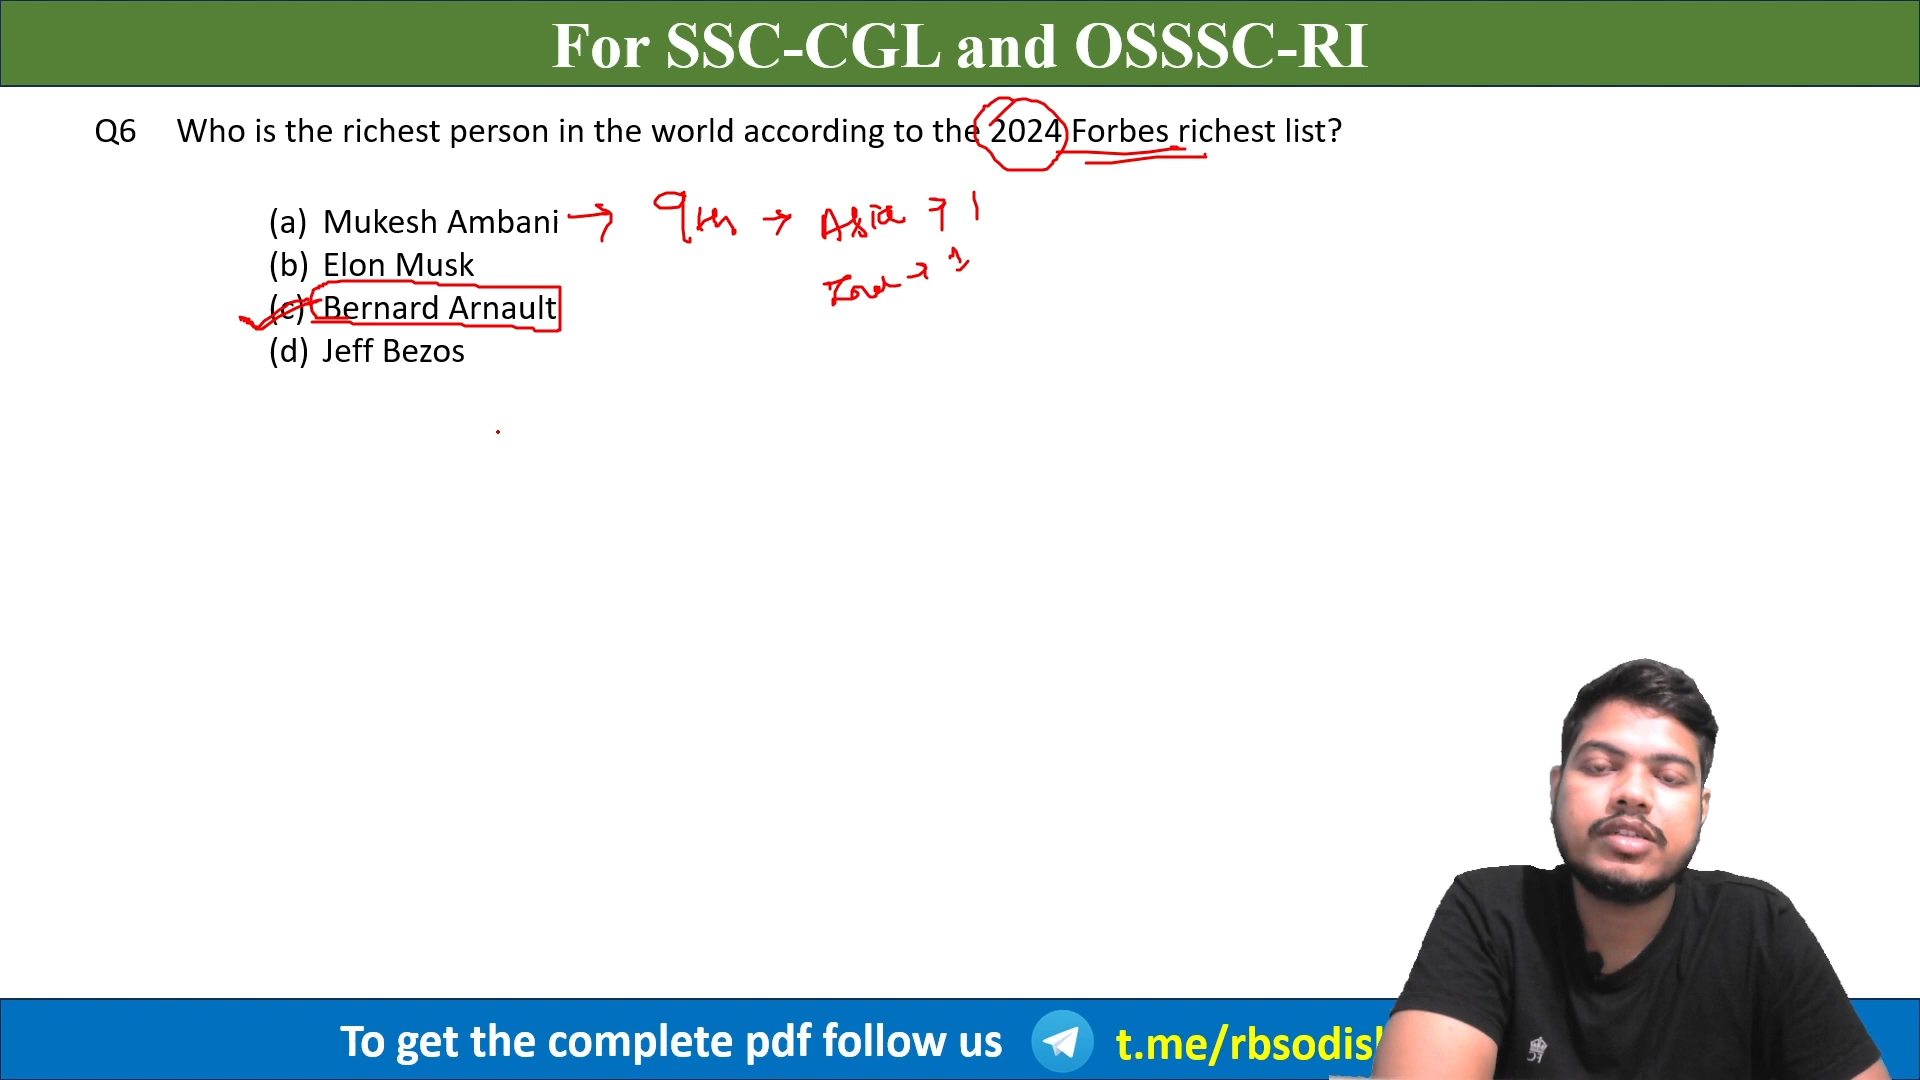 For SSC-CGL and OSSSC-RI
Q6 Who is the richest person in the world according to the 2024 Forbes richest list?
(a) Mukesh Ambani → 9th → Asia → 1
(b) Elon Musk → 1
(c) Bernard Arnault
(d) Jeff Bezos
To get the complete pdf follow us t.me/rbsodis